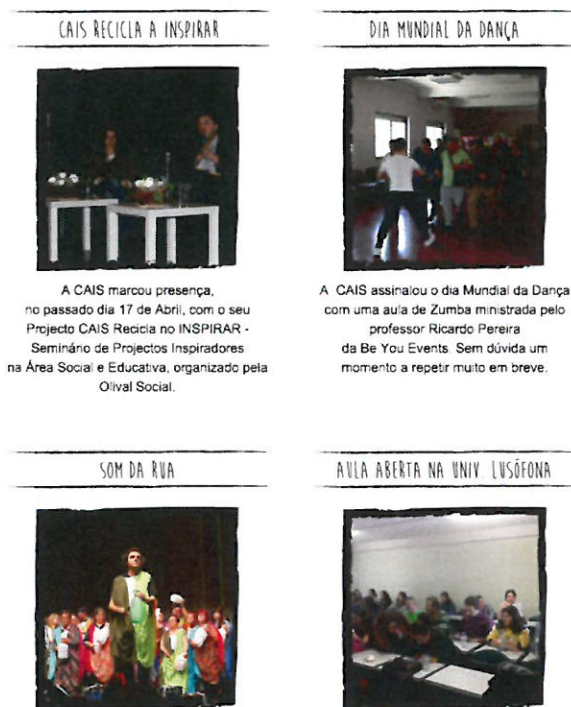 CAIS RECICLA A INSPIRAR
A CAIS marcou presença,
no passado dia 17 de Abril, com o seu
Projecto CAIS Recicla no INSPIRAR -
Seminário de Projectos Inspiradores
na Área Social e Educativa, organizado pela
Olival Social.
DIA MUNDIAL DA DANÇA
A CAIS assinalou o dia Mundial da Dança
com uma aula de Zumba ministrada pelo
professor Ricardo Pereira
da Be You Events. Sem dúvida um
momento a repetir muito em breve.
SOM DA RUA
AULA ABERTA NA UNIV. LUSÓFONA